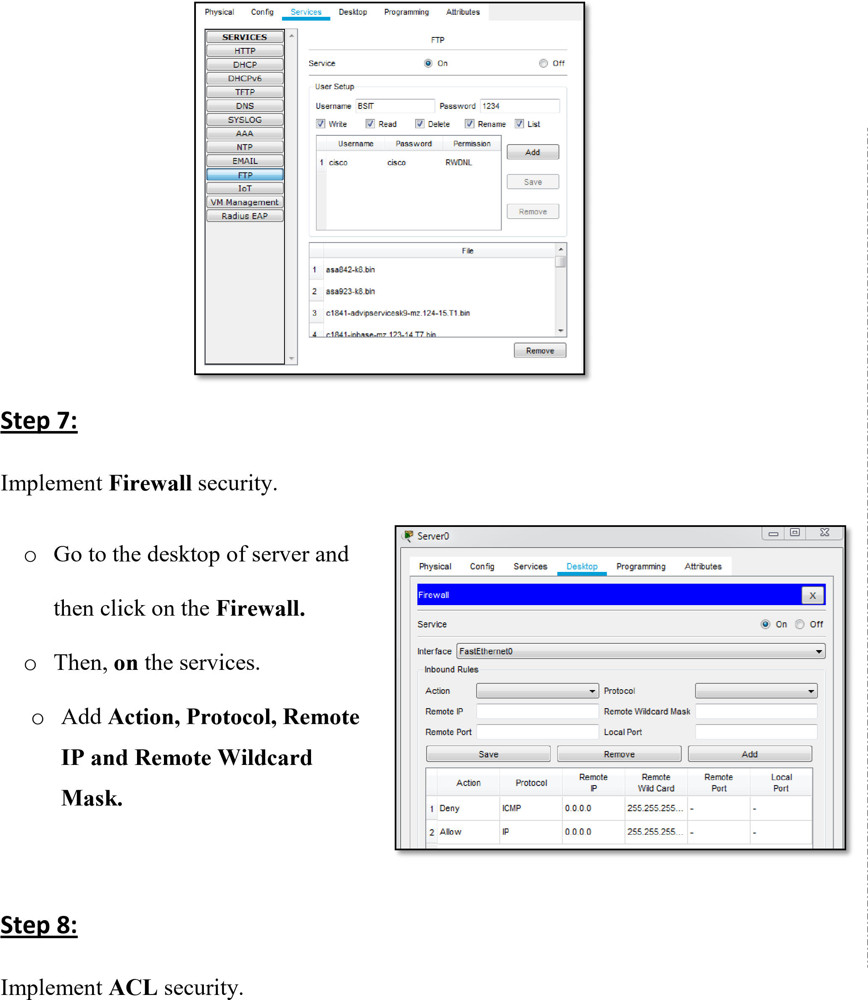 Physical Config Services Desktop Programming Attributes
SERVICES
HTTP
DHCP
DHCPv6
TFTP
DNS
SYSLOG
AAA
NTP
EMAIL
FTP
IoT
VM Management
Radius EAP
FTP
Service On Off
User Setup
Username BSIT Password 1234
Write Read Delete Rename List
Username Password Permission
1 cisco cisco RWDNL
Add
Save
Remove
File
1 asa842-k8.bin
2 asa923-k8.bin
3 c1841-advipservicesk9-mz.124-15.T1.bin
4 c1841-ipbase-mz.123-14.T7.bin
Remove
Step 7:
Implement Firewall security.
o Go to the desktop of server and
then click on the Firewall.
o Then, on the services.
o Add Action, Protocol, Remote
IP and Remote Wildcard
Mask.
Server0
Physical Config Services Desktop Programming Attributes
Firewall X
Service On Off
Interface FastEthernet0
Inbound Rules
Action Protocol
Remote IP Remote Wildcard Mask
Remote Port Local Port
Save Remove Add
Action Protocol Remote IP Remote Wild Card Remote Port Local Port
1 Deny ICMP 0.0.0.0 255.255.255... - -
2 Allow IP 0.0.0.0 255.255.255... - -
Step 8:
Implement ACL security.